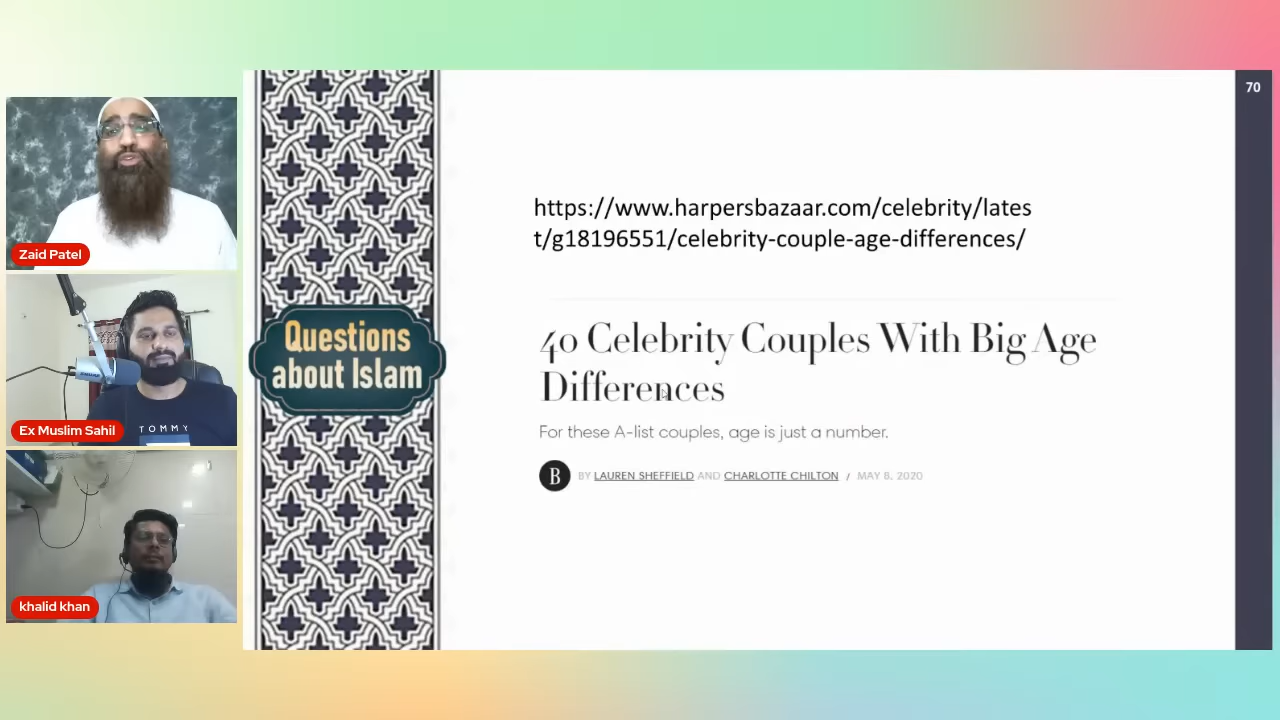 70
Zaid Patel
https://www.harpersbazaar.com/celebrity/lates
t/g18196551/celebrity-couple-age-differences/
Questions
about Islam
40 Celebrity Couples With Big Age
Differences
For these A-list couples, age is just a number.
B BY LAUREN SHEFFIELD AND CHARLOTTE CHILTON / MAY 8, 2020
TOMMY
Ex Muslim Sahil
khalid khan